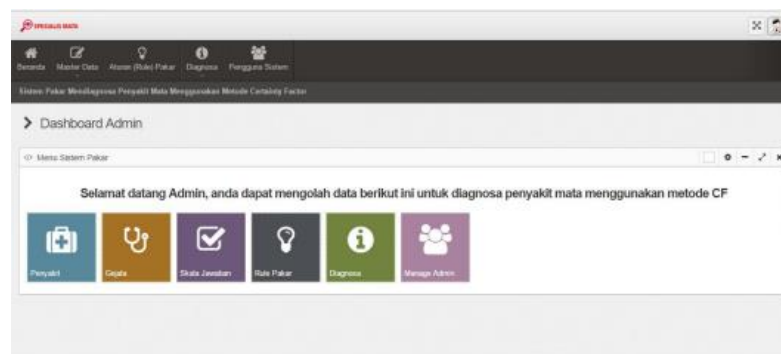 SPESIALIS MATA
Beranda Master Data Aturan (Rule) Pakar Diagnosa Pengguna Sistem
Sistem Pakar Mendiagnosa Penyakit Mata Menggunakan Metode Certainty Factor
Dashboard Admin
Menu Sistem Pakar
Selamat datang Admin, anda dapat mengolah data berikut ini untuk diagnosa penyakit mata menggunakan metode CF
Penyakit Gejala Skala Jawaban Rule Pakar Diagnosa Manage Admin